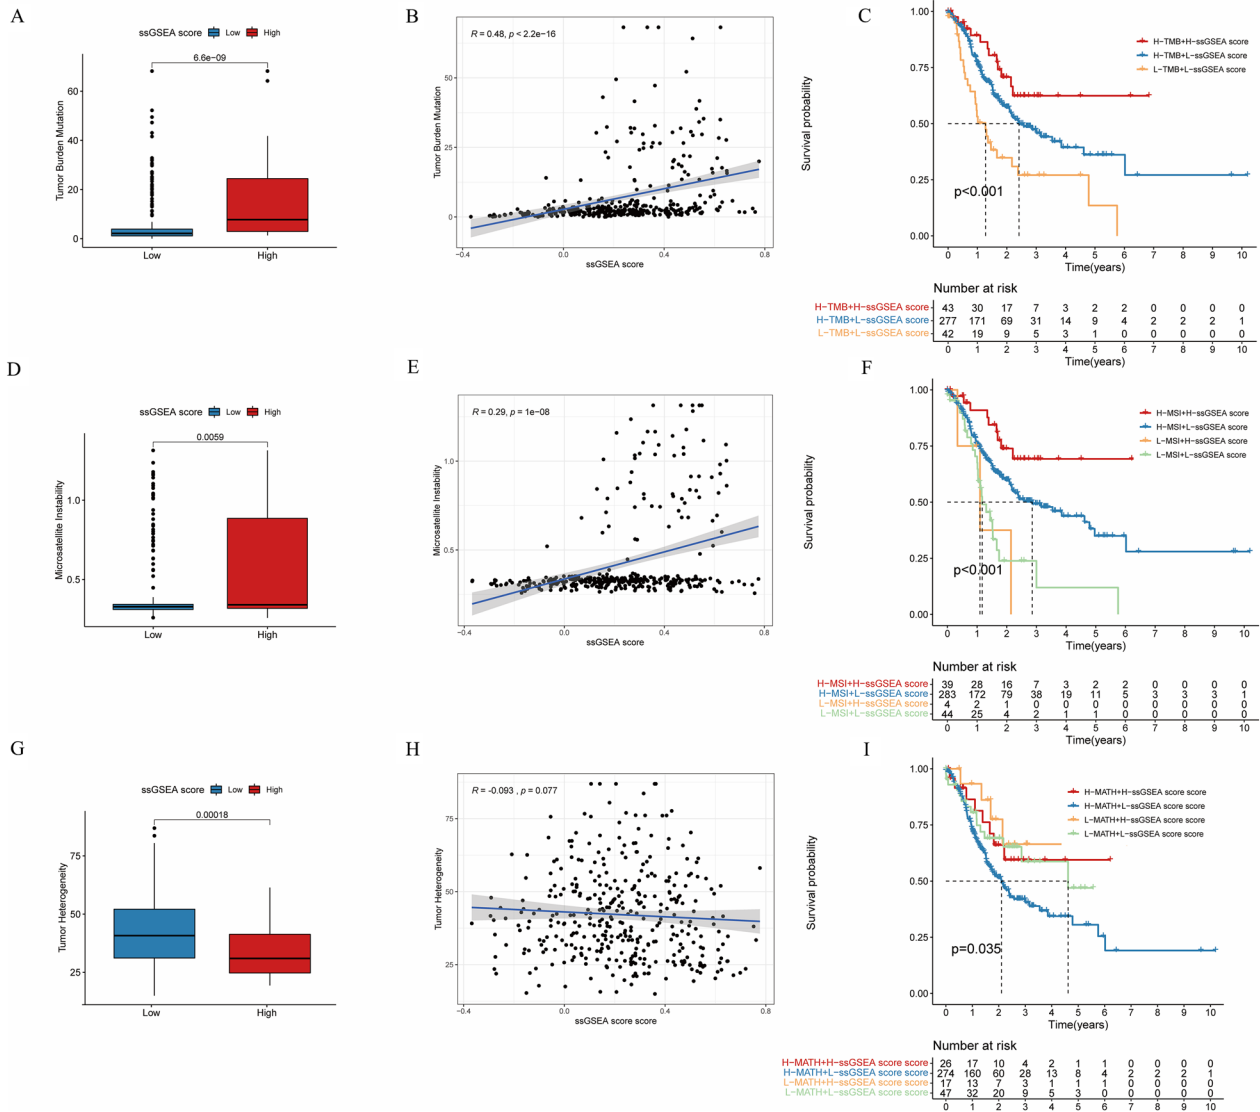 A
ssGSEA score Low High
6.6e−09
Tumor Burden Mutation
60
40
20
0
Low High
B
R = 0.48, p < 2.2e−16
Tumor Burden Mutation
50
25
0
−0.4 0.0 0.4 0.8
ssGSEA score
C
H−TMB+H−ssGSEA score
H−TMB+L−ssGSEA score
L−TMB+L−ssGSEA score
Survival probability
1.00
0.75
0.50
0.25
0.00
p<0.001
0 1 2 3 4 5 6 7 8 9 10
Time(years)
Number at risk
H−TMB+H−ssGSEA score 43 30 17 7 3 2 2 0 0 0 0
H−TMB+L−ssGSEA score 277 171 69 31 14 9 4 2 2 2 1
L−TMB+L−ssGSEA score 42 19 9 5 3 1 0 0 0 0 0
0 1 2 3 4 5 6 7 8 9 10
Time(years)
D
ssGSEA score Low High
0.0059
Microsatellite Instability
1.0
0.5
Low High
E
R = 0.29, p = 1e−08
Microsatellite Instability
1.0
0.5
−0.4 0.0 0.4 0.8
ssGSEA score
F
H−MSI+H−ssGSEA score
H−MSI+L−ssGSEA score
L−MSI+H−ssGSEA score
L−MSI+L−ssGSEA score
Survival probability
1.00
0.75
0.50
0.25
0.00
p<0.001
0 1 2 3 4 5 6 7 8 9 10
Time(years)
Number at risk
H−MSI+H−ssGSEA score 39 28 16 7 3 2 2 0 0 0 0
H−MSI+L−ssGSEA score 283 172 79 38 19 11 5 3 3 3 1
L−MSI+H−ssGSEA score 4 2 1 0 0 0 0 0 0 0 0
L−MSI+L−ssGSEA score 44 25 4 2 1 1 0 0 0 0 0
0 1 2 3 4 5 6 7 8 9 10
Time(years)
G
ssGSEA score Low High
0.00018
Tumor Heterogeneity
75
50
25
Low High
H
R = −0.093 , p = 0.077
Tumor Heterogeneity
75
50
25
−0.4 0.0 0.4 0.8
ssGSEA score score
I
H−MATH+H−ssGSEA score score
H−MATH+L−ssGSEA score score
L−MATH+H−ssGSEA score score
L−MATH+L−ssGSEA score score
Survival probability
1.00
0.75
0.50
0.25
0.00
p=0.035
0 1 2 3 4 5 6 7 8 9 10
Time(years)
Number at risk
H−MATH+H−ssGSEA score score 26 17 10 4 2 1 1 0 0 0 0
H−MATH+L−ssGSEA score score 274 160 60 28 13 8 4 2 2 2 1
L−MATH+H−ssGSEA score score 17 13 7 3 1 1 1 0 0 0 0
L−MATH+L−ssGSEA score score 47 32 20 9 5 3 0 0 0 0 0
0 1 2 3 4 5 6 7 8 9 10
Time(years)